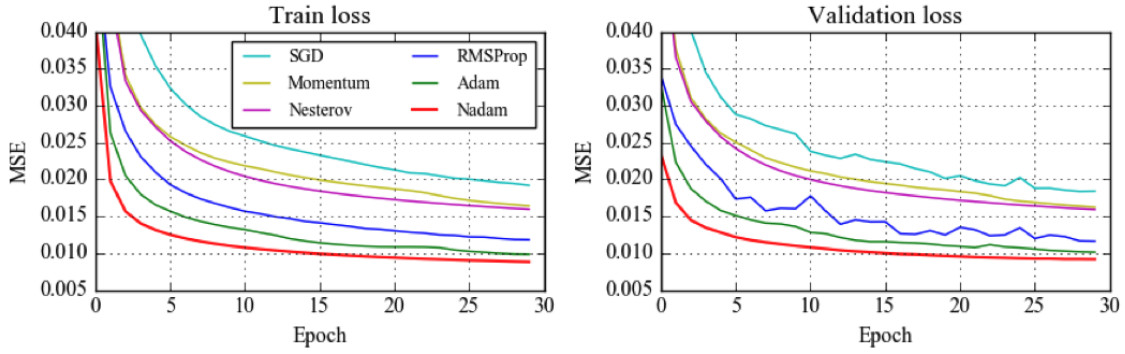 Train loss
MSE
0.040
0.035
0.030
0.025
0.020
0.015
0.010
0.005
SGD
Momentum
Nesterov
RMSProp
Adam
Nadam
0 5 10 15 20 25 30
Epoch
Validation loss
MSE
0.040
0.035
0.030
0.025
0.020
0.015
0.010
0.005
0 5 10 15 20 25 30
Epoch